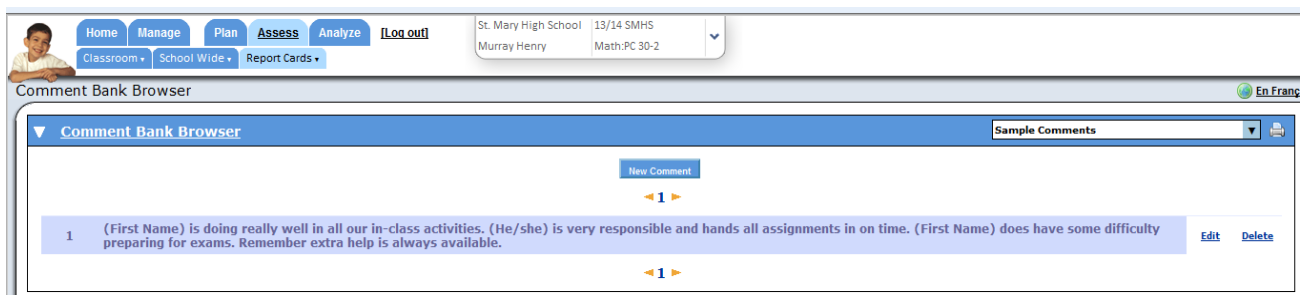 Home Manage Plan Assess Analyze [Log out]
St. Mary High School 13/14 SMHS
Murray Henry Math:PC 30-2
Classroom School Wide Report Cards
Comment Bank Browser
En Franç
Comment Bank Browser
Sample Comments
New Comment
1
1 (First Name) is doing really well in all our in-class activities. (He/she) is very responsible and hands all assignments in on time. (First Name) does have some difficulty
preparing for exams. Remember extra help is always available.
Edit Delete
1